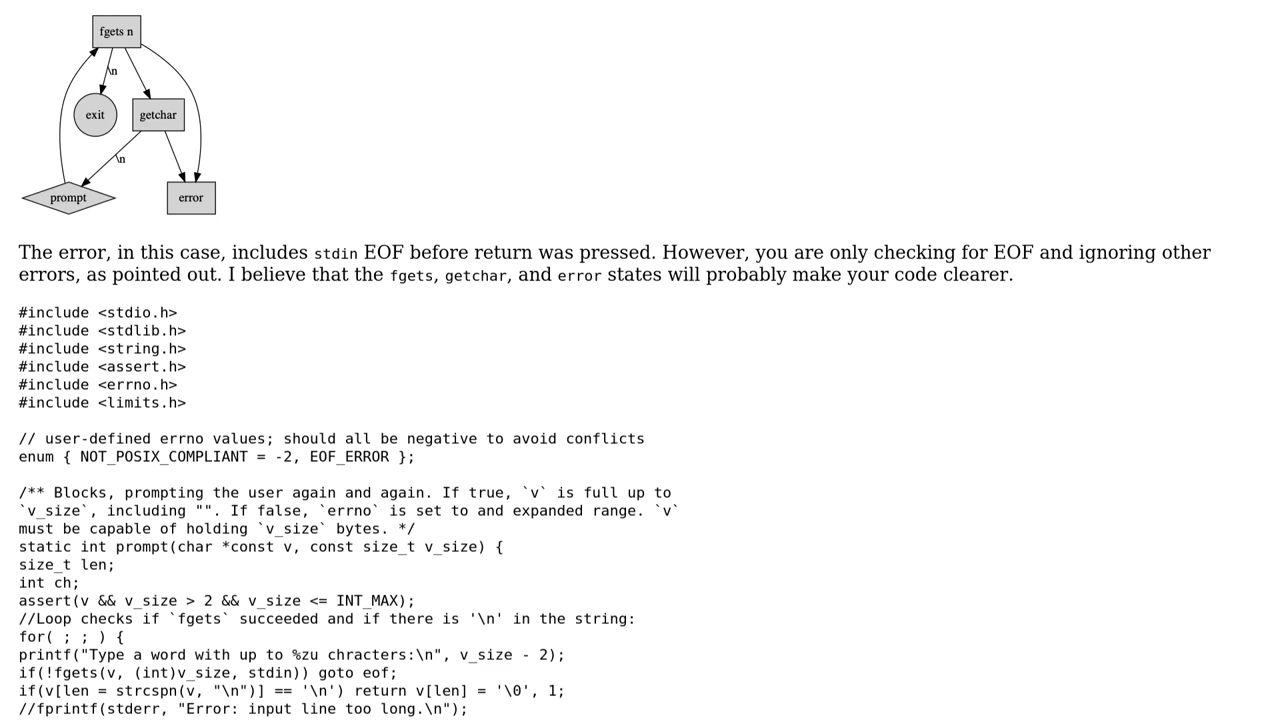 fgets n
\n
exit
getchar
\n
prompt
error
The error, in this case, includes stdin EOF before return was pressed. However, you are only checking for EOF and ignoring other
errors, as pointed out. I believe that the fgets, getchar, and error states will probably make your code clearer.
#include <stdio.h>
#include <stdlib.h>
#include <string.h>
#include <assert.h>
#include <errno.h>
#include <limits.h>
// user-defined errno values; should all be negative to avoid conflicts
enum { NOT_POSIX_COMPLIANT = -2, EOF_ERROR };
/** Blocks, prompting the user again and again. If true, `v` is full up to
`v_size`, including "". If false, `errno` is set to and expanded range. `v`
must be capable of holding `v_size` bytes. */
static int prompt(char *const v, const size_t v_size) {
size_t len;
int ch;
assert(v && v_size > 2 && v_size <= INT_MAX);
//Loop checks if `fgets` succeeded and if there is '\n' in the string:
for( ; ; ) {
printf("Type a word with up to %zu chracters:\n", v_size - 2);
if(!fgets(v, (int)v_size, stdin)) goto eof;
if(v[len = strcspn(v, "\n")] == '\n') return v[len] = '\0', 1;
//fprintf(stderr, "Error: input line too long.\n");